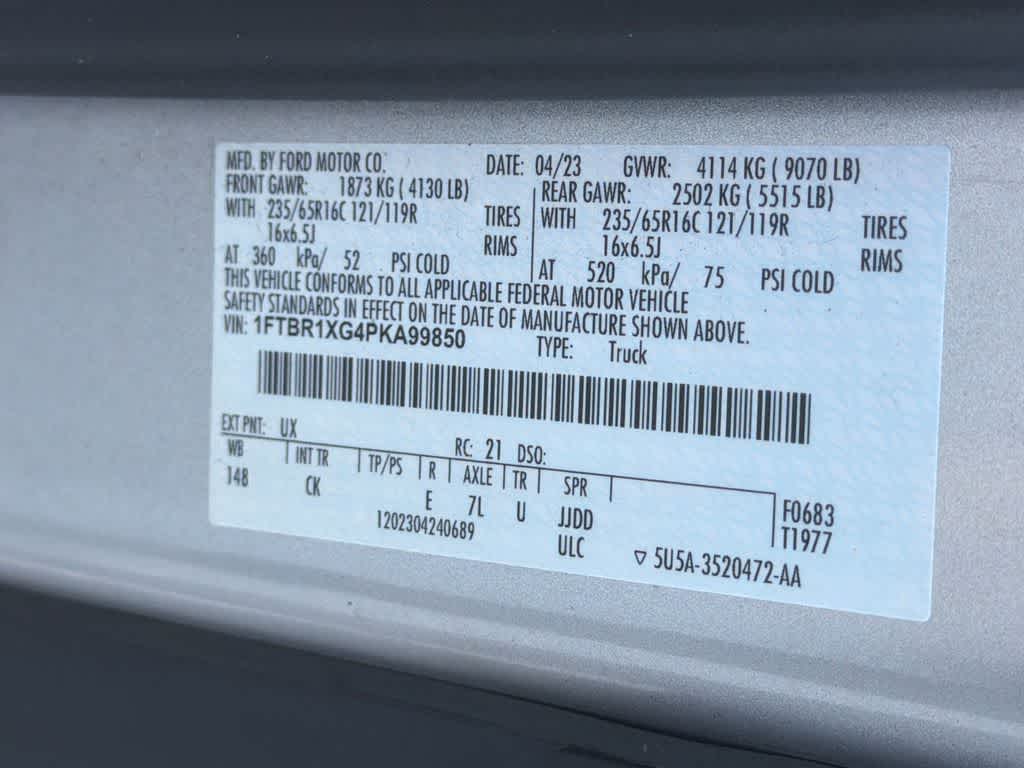 MFD. BY FORD MOTOR CO. DATE: 04/23 GVWR: 4114 KG ( 9070 LB)
FRONT GAWR: 1873 KG ( 4130 LB) REAR GAWR: 2502 KG ( 5515 LB)
WITH 235/65R16C 121/119R TIRES WITH 235/65R16C 121/119R TIRES
16x6.5J RIMS 16x6.5J RIMS
AT 360 kPa/ 52 PSI COLD AT 520 kPa/ 75 PSI COLD
THIS VEHICLE CONFORMS TO ALL APPLICABLE FEDERAL MOTOR VEHICLE
SAFETY STANDARDS IN EFFECT ON THE DATE OF MANUFACTURE SHOWN ABOVE.
VIN: 1FTBR1XG4PKA99850 TYPE: Truck
EXT PNT: UX RC: 21 DSO:
WB INT TR TP/PS R AXLE TR SPR
148 CK E 7L U JJDD F0683
1202304240689 ULC T1977
5U5A-3520472-AA